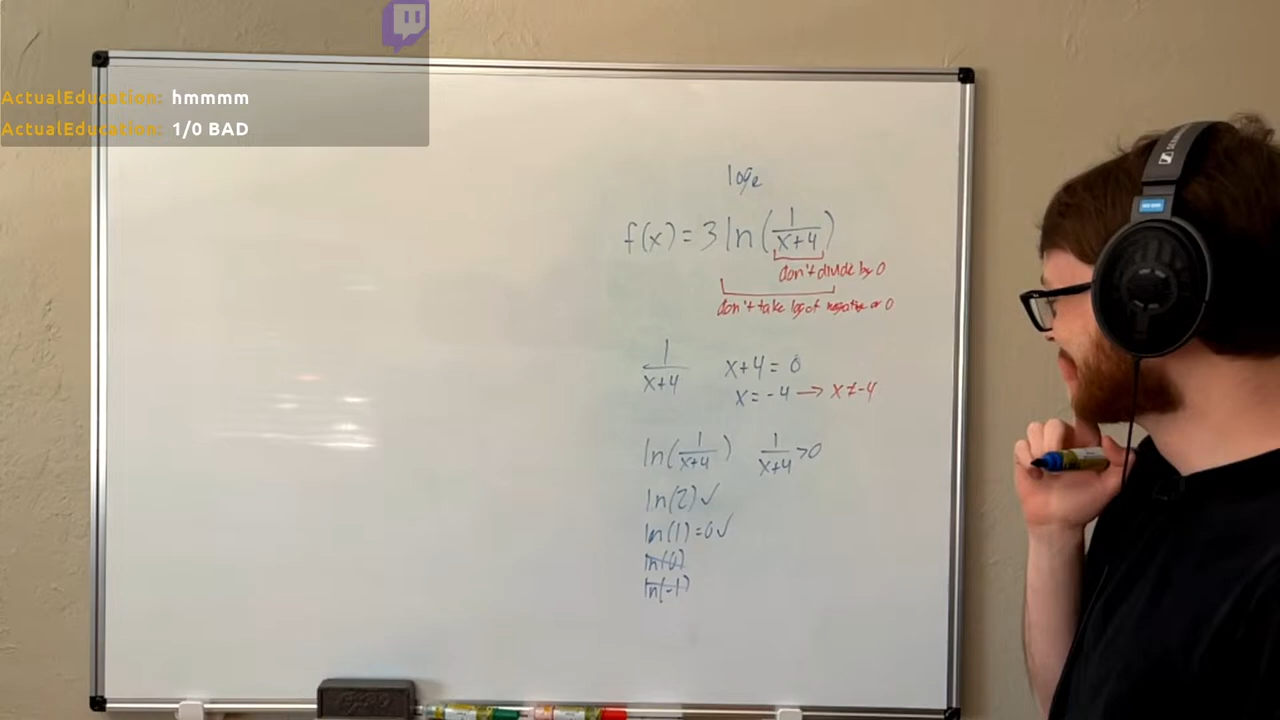 ActualEducation: hmmmm
ActualEducation: 1/0 BAD
log_e
f(x) = 3 ln(1/(x+4))
don't divide by 0
don't take log of negative or 0
1/(x+4)
x+4 = 0
x = -4 → x ≠ -4
ln(1/(x+4)) 1/(x+4) > 0
ln(2) ✓
ln(1) = 0 ✓
ln(0)
ln(-1)
expo